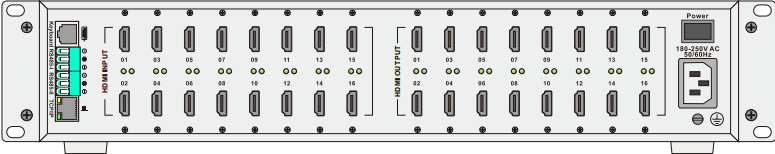 Keyboard
RS485-I
RS485-II
TCP/IP
HDMI INPUT
01 03 05 07 09 11 13 15
02 04 06 08 10 12 14 16
HDMI OUTPUT
01 03 05 07 09 11 13 15
02 04 06 08 10 12 14 16
Power
180-250V AC
50/60Hz